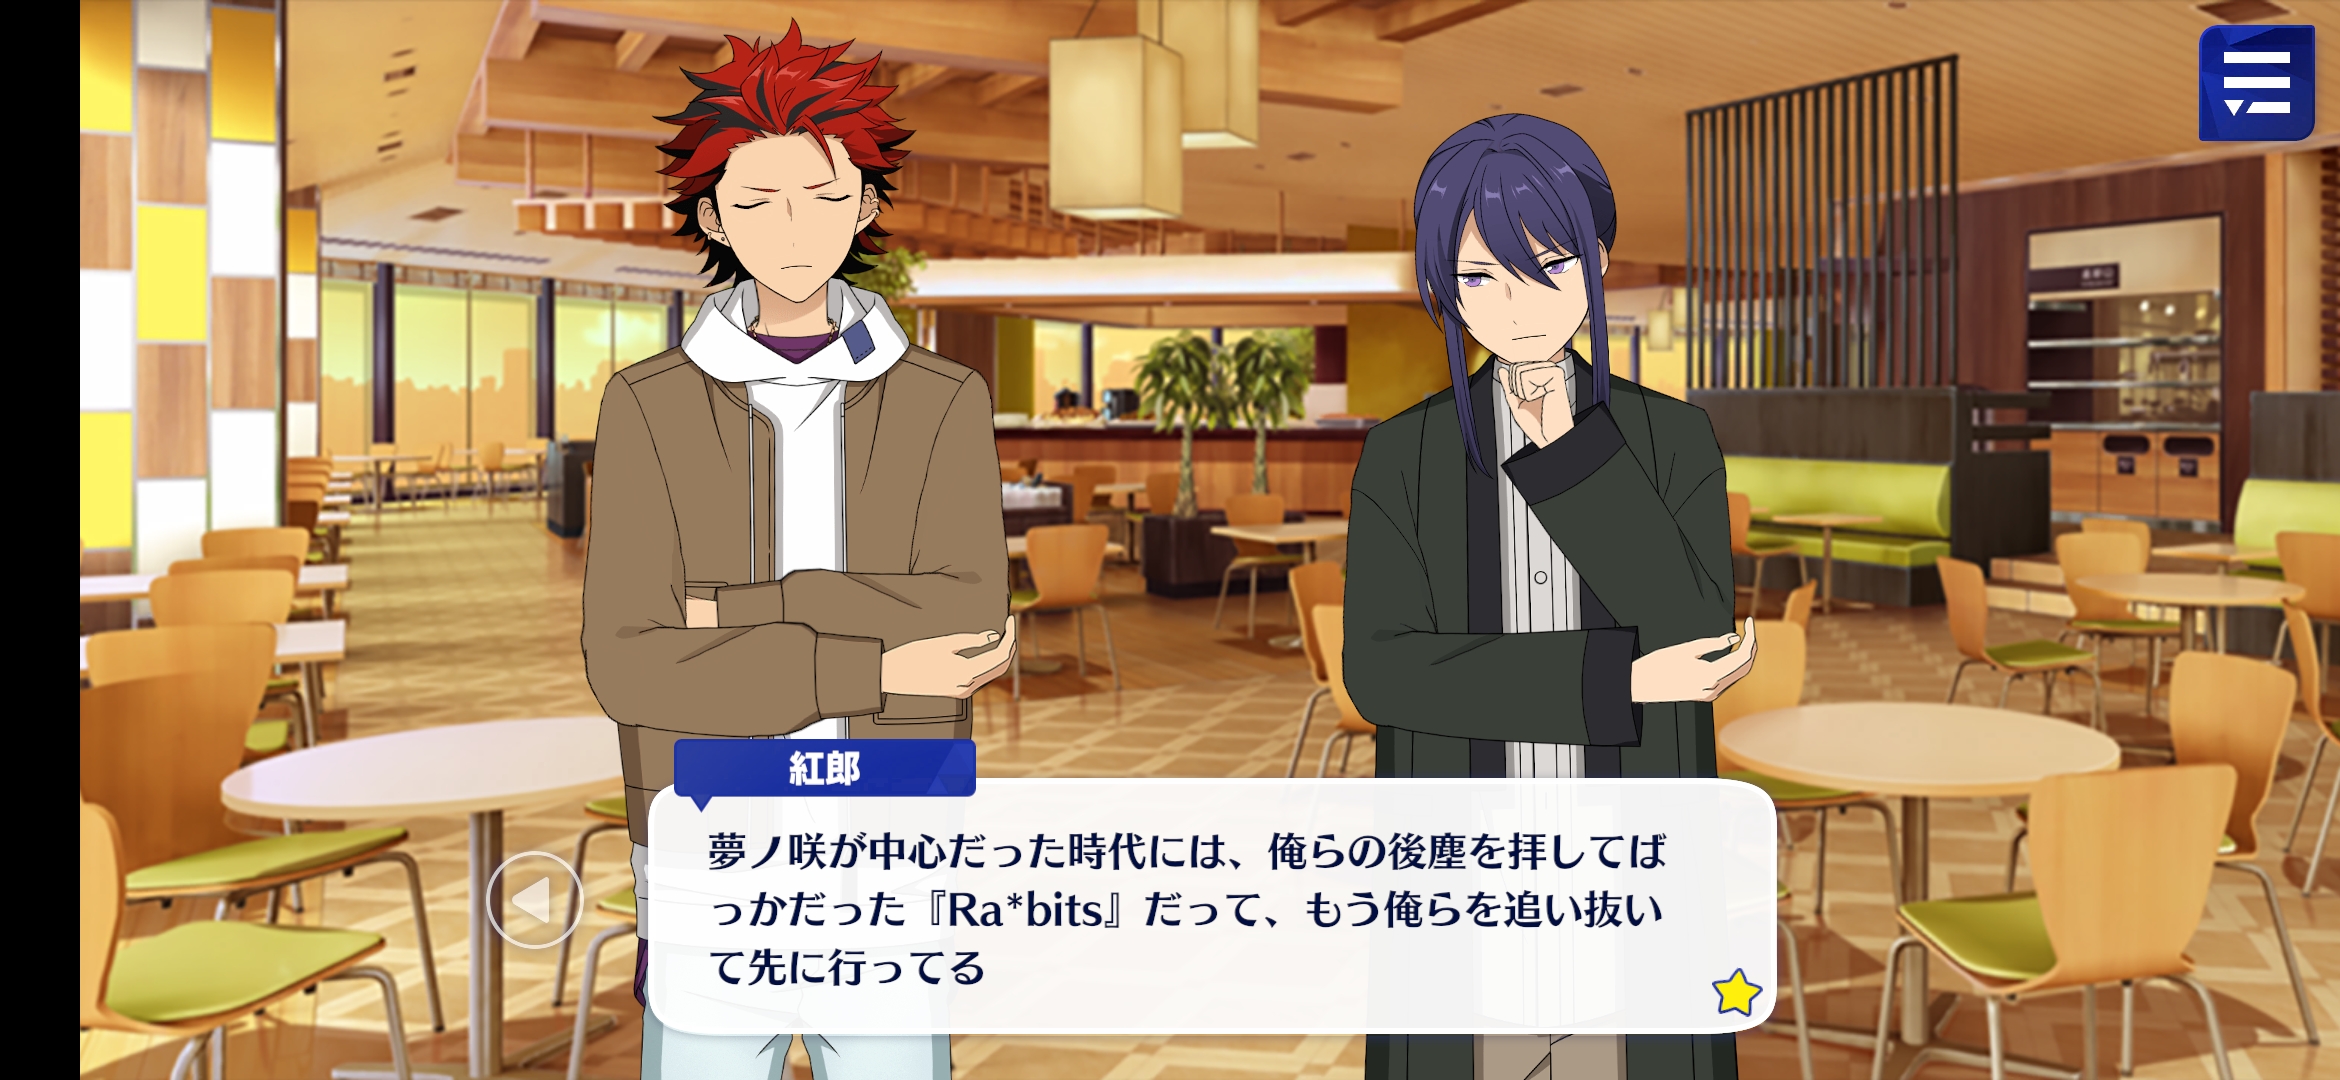 紅郎
夢ノ咲が中心だった時代には、俺らの後塵を拝してば
っかだった『Ra*bits』だって、もう俺らを追い抜い
て先に行ってる